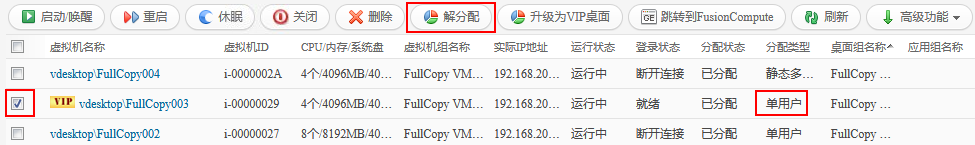 启动/唤醒 重启 休眠 关闭 删除 解分配 升级为VIP桌面 GE 跳转到FusionCompute 刷新 高级功能
虚拟机名称 虚拟机ID CPU/内存/系统盘 虚拟机组名称 实际IP地址 运行状态 登录状态 分配状态 分配类型 桌面组名称 应用组名称
vdesktop\FullCopy004 i-0000002A 4个/4096MB/40... FullCopy VM... 192.168.20... 运行中 断开连接 已分配 静态多... FullCopy ...
VIP vdesktop\FullCopy003 i-00000029 4个/4096MB/40... FullCopy VM... 192.168.20... 运行中 就绪 已分配 单用户 FullCopy ...
vdesktop\FullCopy002 i-00000027 8个/8192MB/40... FullCopy VM... 192.168.20... 运行中 断开连接 已分配 单用户 FullCopy ...